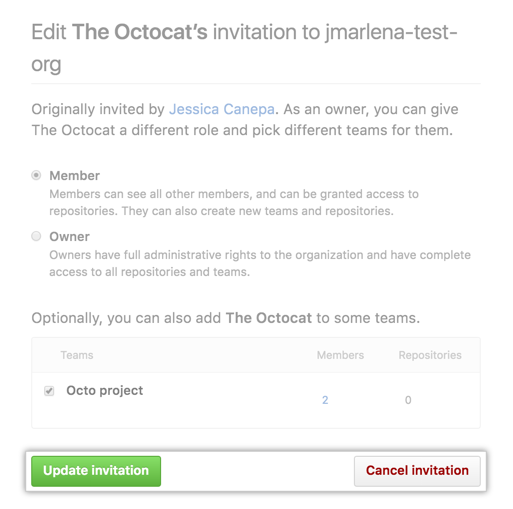 Edit The Octocat’s invitation to jmarlena-test-
org
Originally invited by Jessica Canepa. As an owner, you can give
The Octocat a different role and pick different teams for them.
Member
Members can see all other members, and can be granted access to
repositories. They can also create new teams and repositories.
Owner
Owners have full administrative rights to the organization and have complete
access to all repositories and teams.
Optionally, you can also add The Octocat to some teams.
Teams Members Repositories
Octo project 2 0
Update invitation Cancel invitation